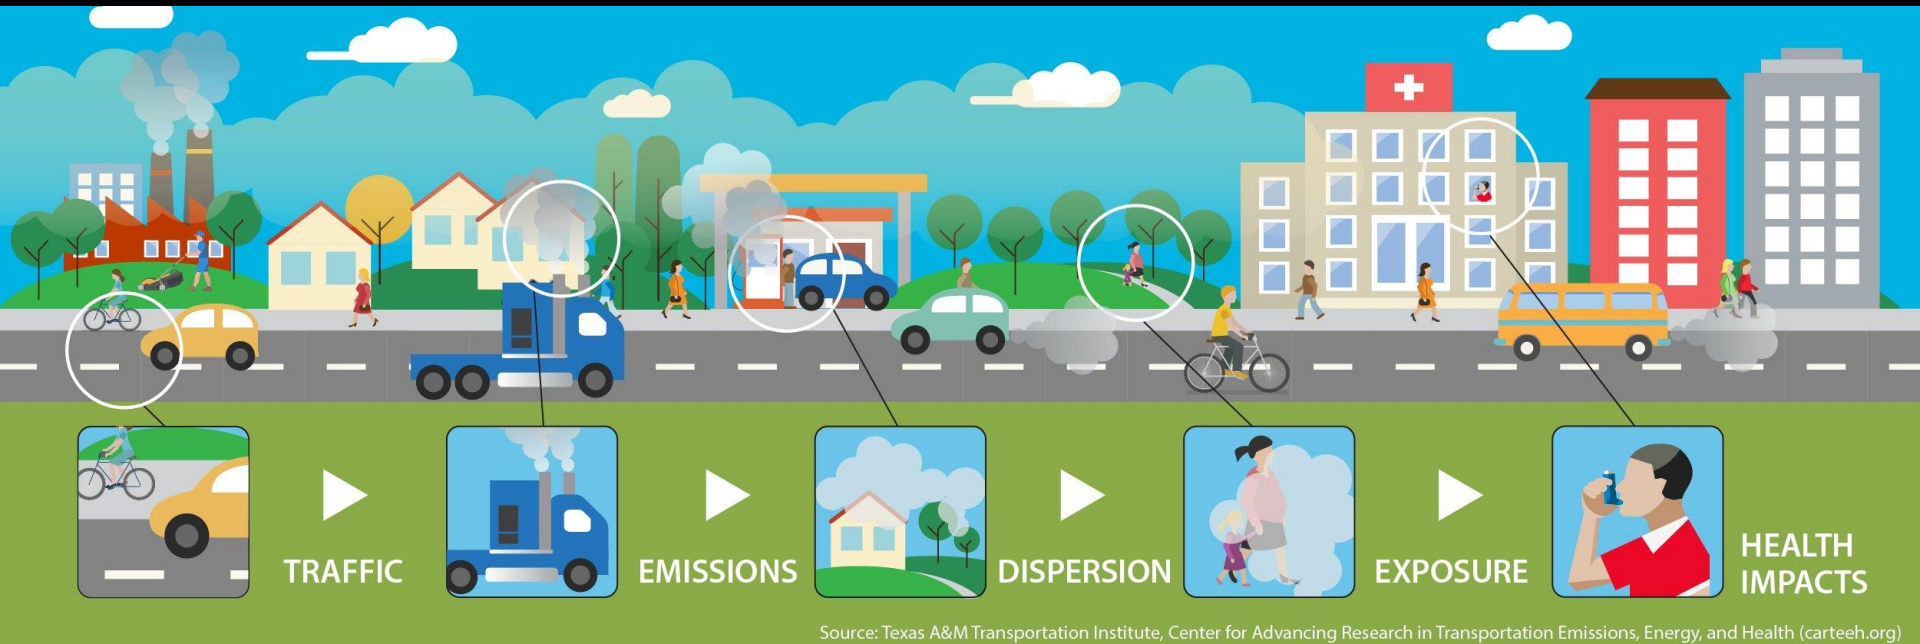 TRAFFIC
EMISSIONS
DISPERSION
EXPOSURE
HEALTH
IMPACTS
Source: Texas A&M Transportation Institute, Center for Advancing Research in Transportation Emissions, Energy, and Health (carteeh.org)